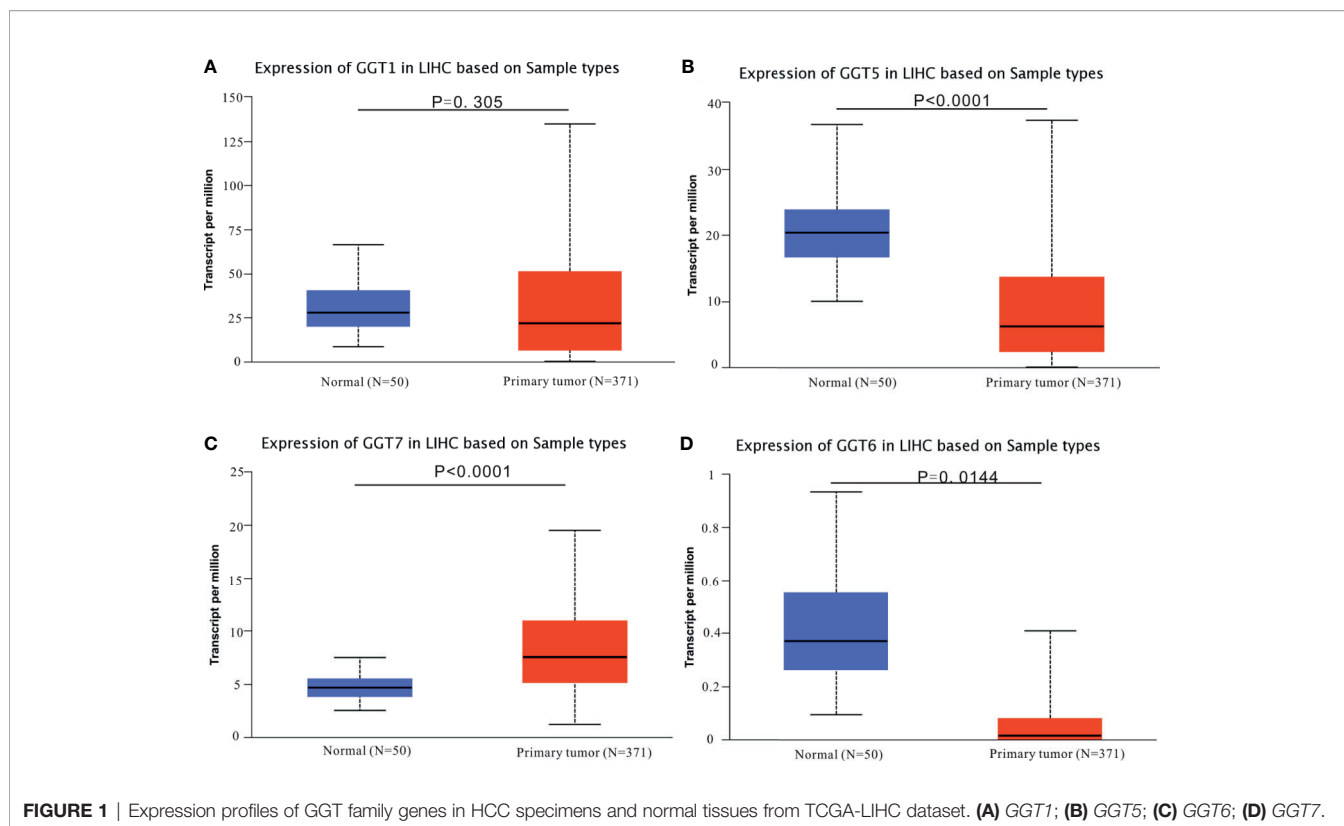 A
Expression of GGT1 in LIHC based on Sample types
P=0. 305
Transcript per million
150
125
100
75
50
25
0
Normal (N=50)
Primary tumor (N=371)
B
Expression of GGT5 in LIHC based on Sample types
P<0.0001
Transcript per million
40
30
20
10
0
Normal (N=50)
Primary tumor (N=371)
C
Expression of GGT7 in LIHC based on Sample types
P<0.0001
Transcript per million
25
20
15
10
5
0
Normal (N=50)
Primary tumor (N=371)
D
Expression of GGT6 in LIHC based on Sample types
P=0. 0144
Transcript per million
1
0.8
0.6
0.4
0.2
0
Normal (N=50)
Primary tumor (N=371)
FIGURE 1 | Expression profiles of GGT family genes in HCC specimens and normal tissues from TCGA-LIHC dataset. (A) GGT1; (B) GGT5; (C) GGT6; (D) GGT7.